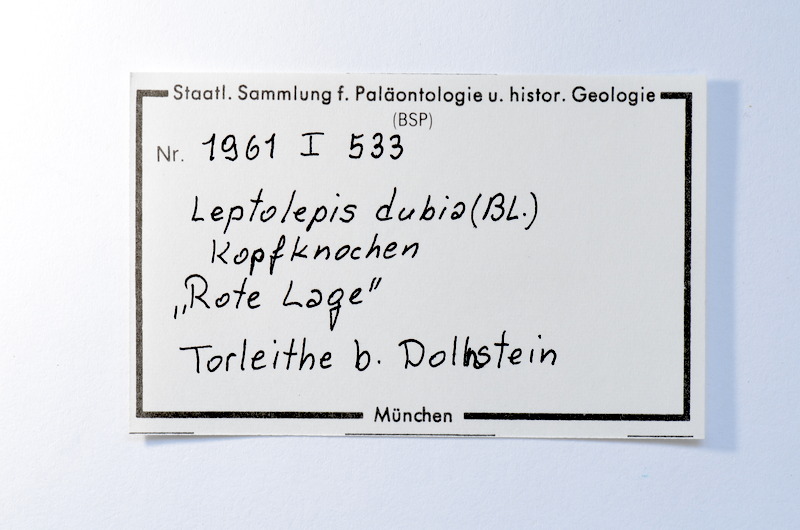 Staatl. Sammlung f. Paläontologie u. histor. Geologie
(BSP)
Nr. 1961 I 533
Leptolepis dubia (BL.)
Kopfknochen
„Rote Lage"
Torleithe b. Dollnstein
München